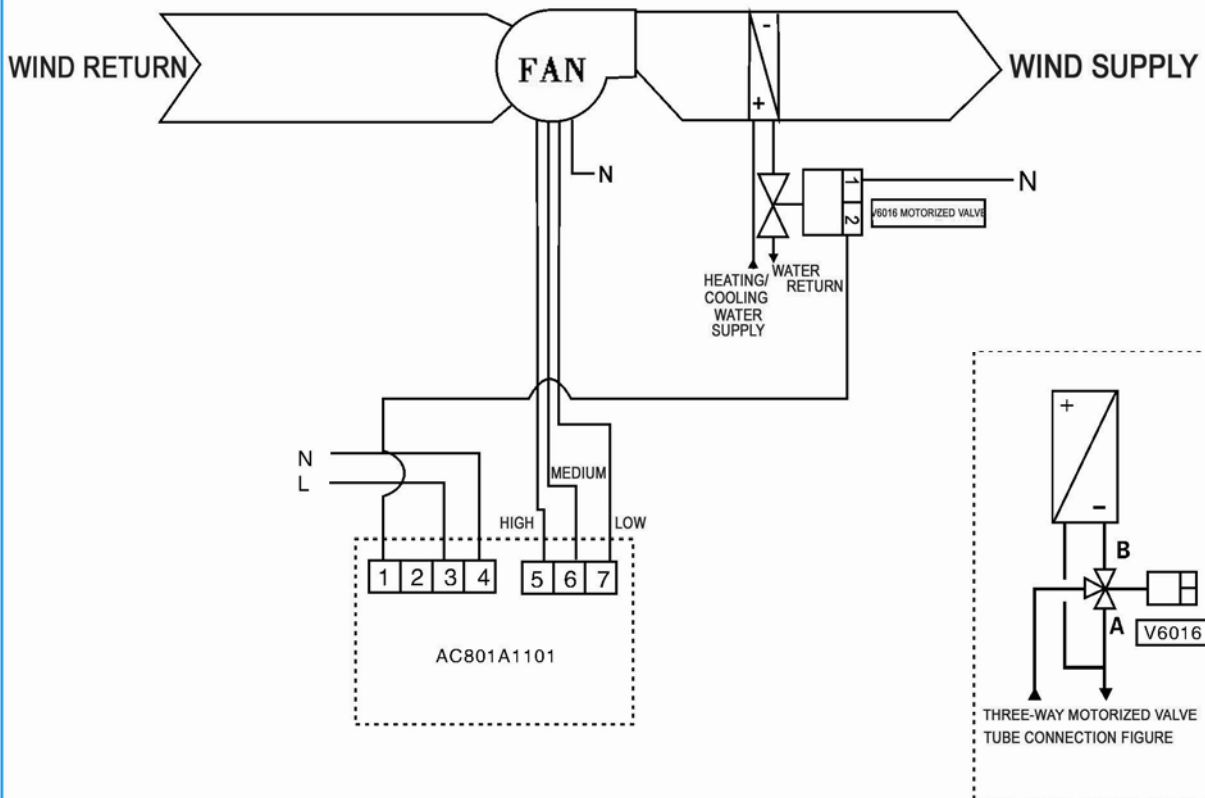 WIND RETURN
FAN
-
+
WIND SUPPLY
N
1
2
N
V6016 MOTORIZED VALVE
HEATING/
COOLING
WATER
SUPPLY
WATER
RETURN
N
L
HIGH
MEDIUM
LOW
1 2 3 4
5 6 7
AC801A1101
+
-
B
A
V6016
THREE-WAY MOTORIZED VALVE
TUBE CONNECTION FIGURE